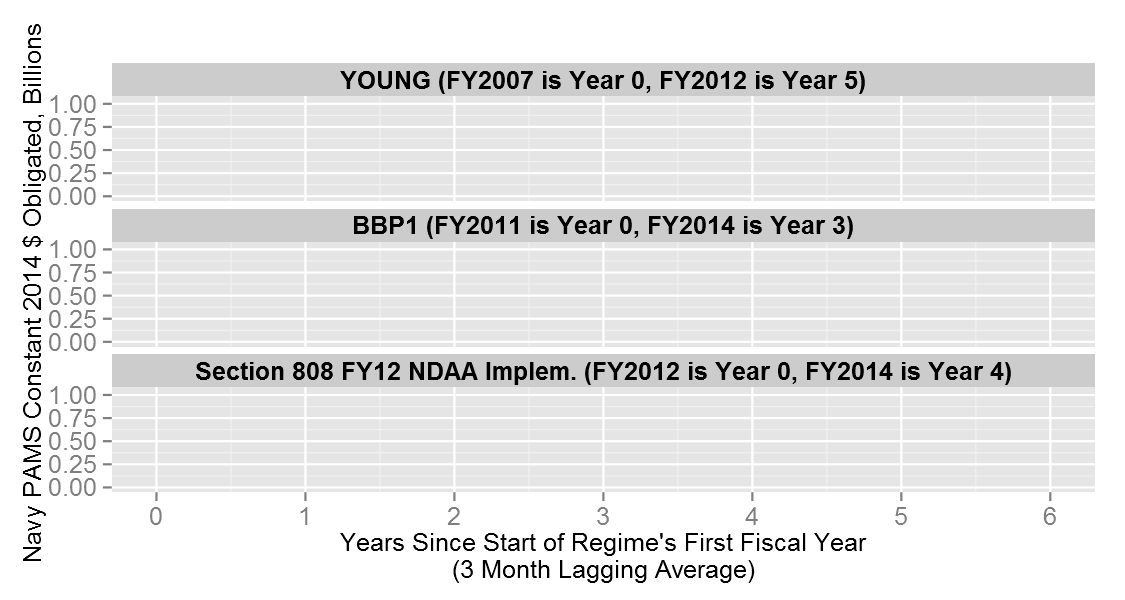 Navy PAMS Constant 2014 $ Obligated, Billions
YOUNG (FY2007 is Year 0, FY2012 is Year 5)
1.00
0.75
0.50
0.25
0.00
BBP1 (FY2011 is Year 0, FY2014 is Year 3)
1.00
0.75
0.50
0.25
0.00
Section 808 FY12 NDAA Implem. (FY2012 is Year 0, FY2014 is Year 4)
1.00
0.75
0.50
0.25
0.00
0 1 2 3 4 5 6
Years Since Start of Regime's First Fiscal Year
(3 Month Lagging Average)